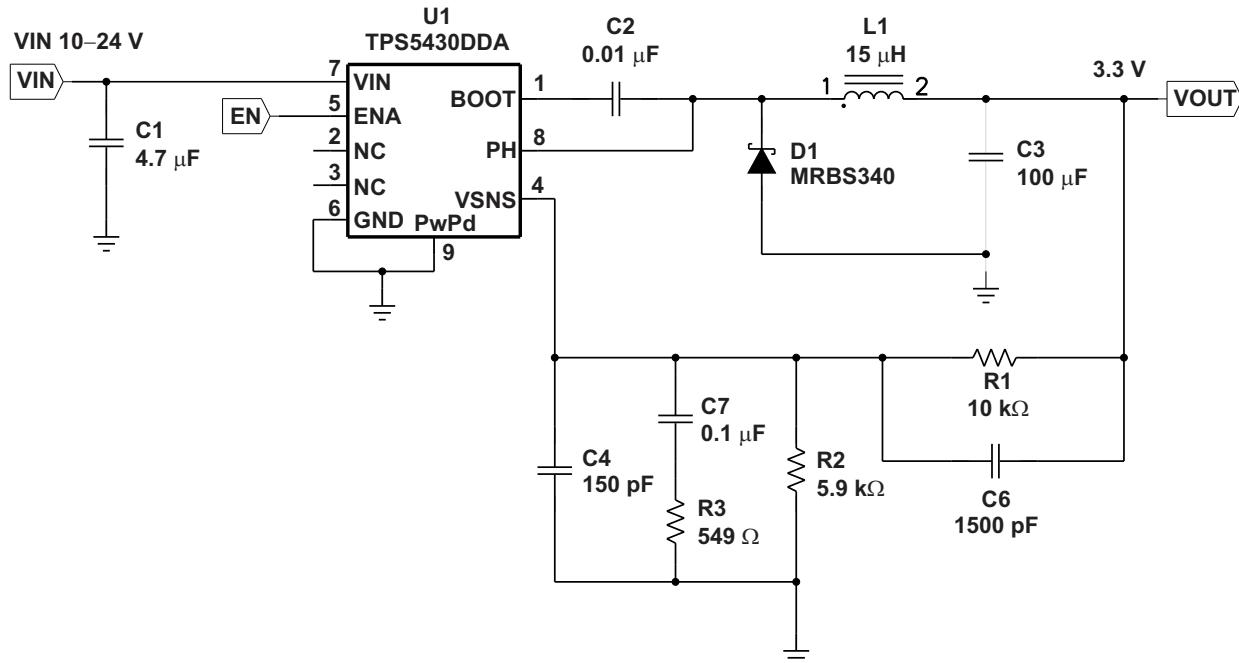 U1
TPS5430DDA
VIN 10–24 V
VIN
C1
4.7 μF
EN
7
5
2
3
6
VIN
ENA
NC
NC
GND
PwPd
9
BOOT
PH
VSNS
1
8
4
C2
0.01 μF
L1
15 μH
1
2
D1
MRBS340
3.3 V
VOUT
C3
100 μF
R1
10 kΩ
C6
1500 pF
C7
0.1 μF
C4
150 pF
R3
549 Ω
R2
5.9 kΩ